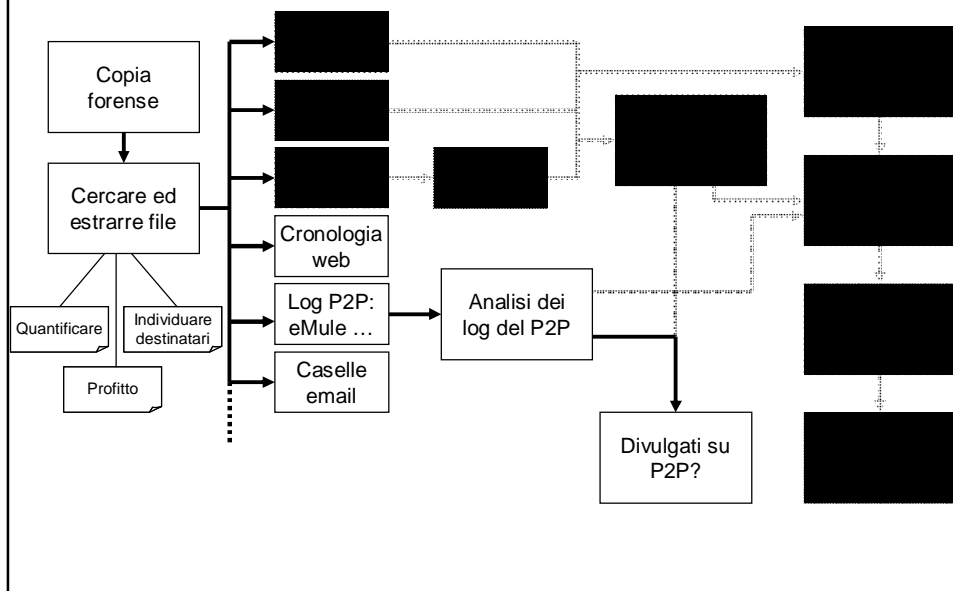 Copia
forense
Cercare ed
estrarre file
Quantificare
Individuare
destinatari
Profitto
Cronologia
web
Log P2P:
eMule …
Caselle
email
Analisi dei
log del P2P
Divulgati su
P2P?